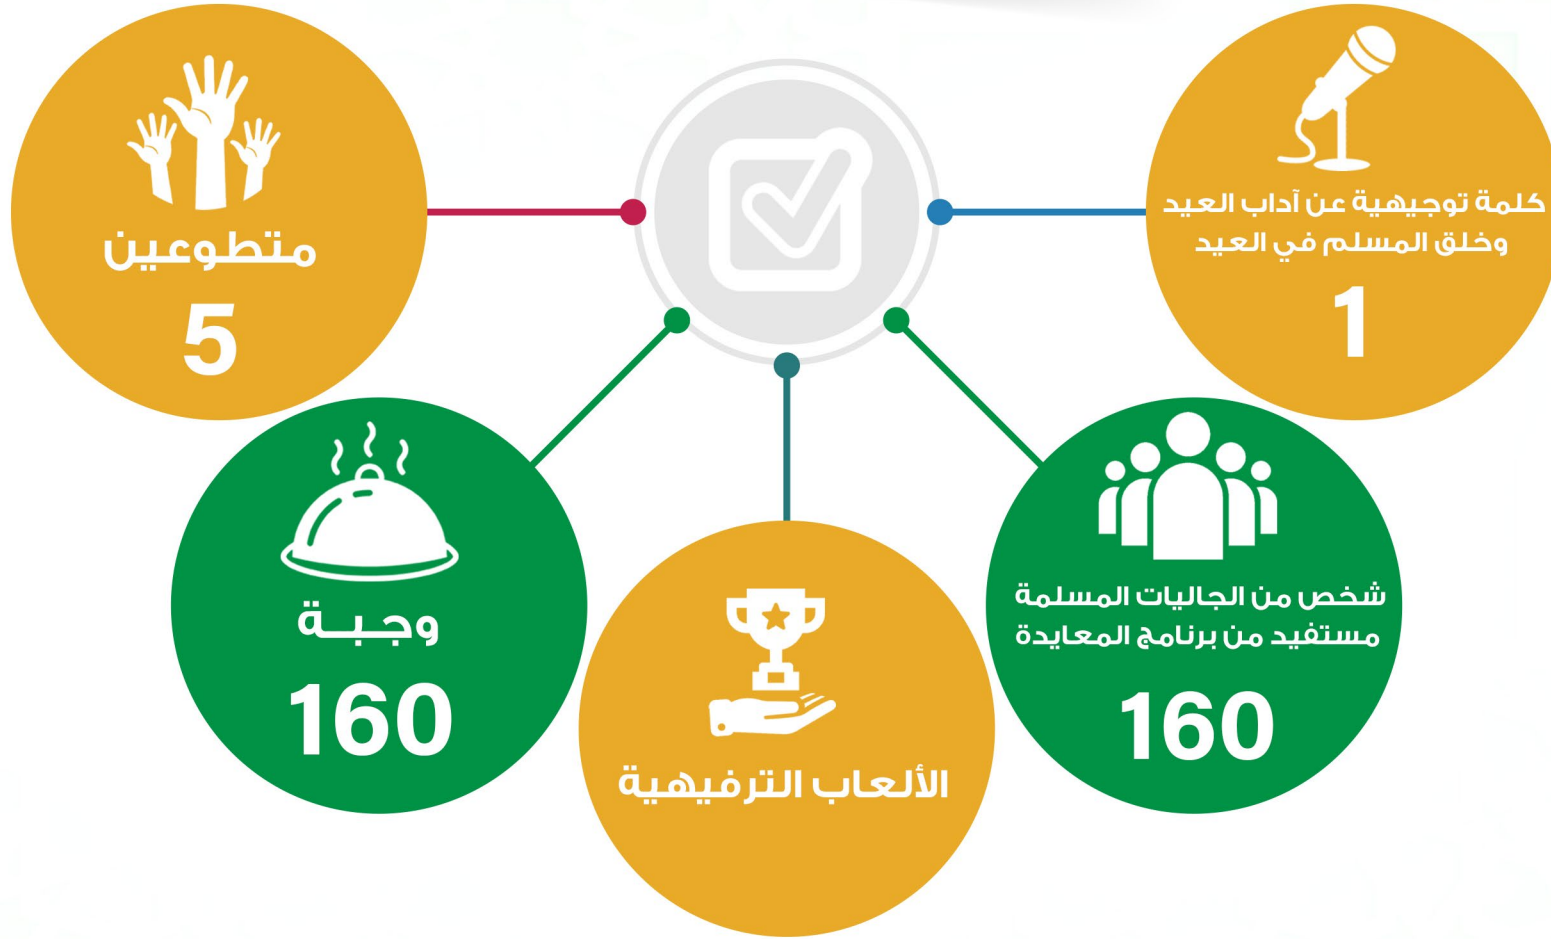 كلمة توجيهية عن آداب العيد
وخلق المسلم في العيد
1
شخص من الجاليات المسلمة
مستفيد من برنامج المعايدة
160
الألعاب الترفيهية
وجبـــة
160
متطوعين
5